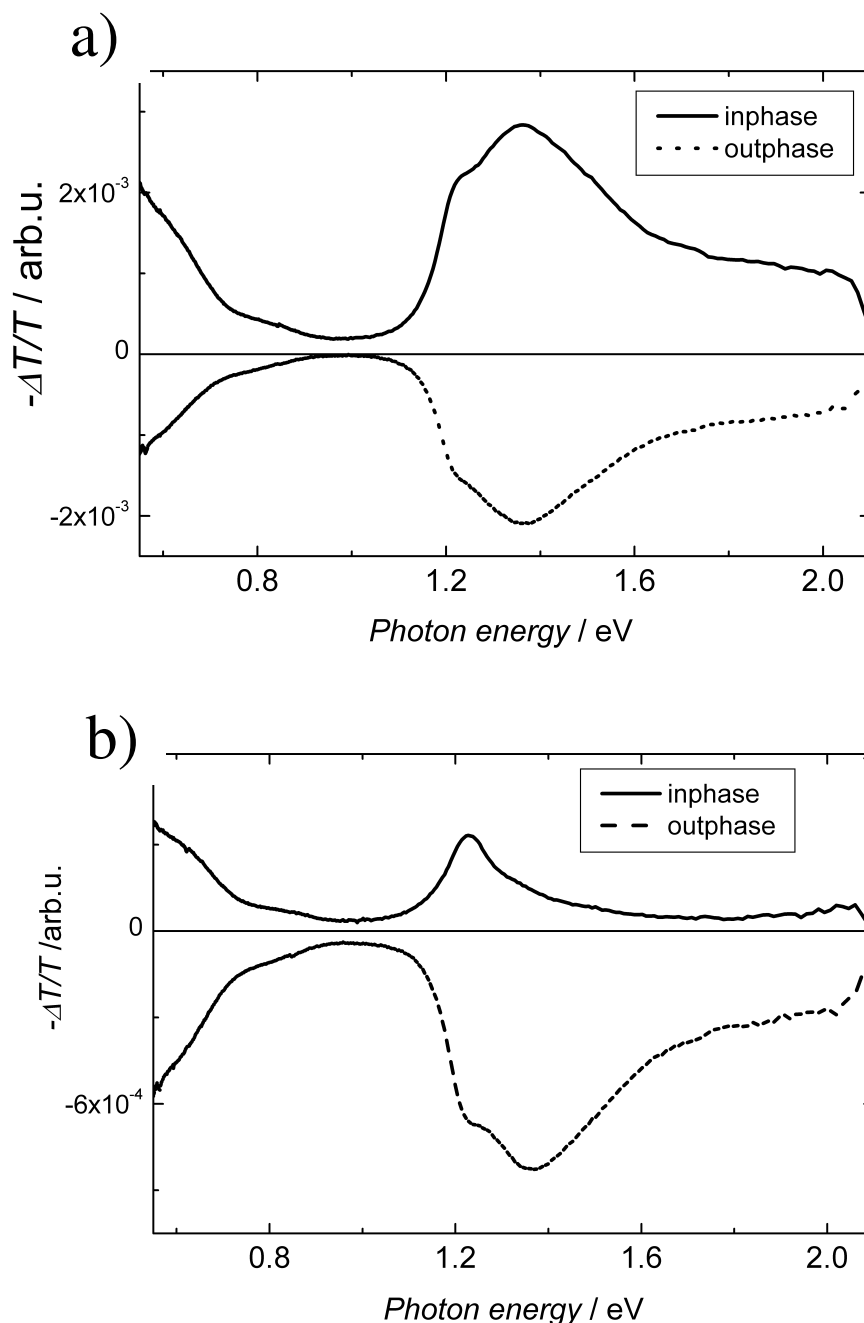 a)
inphase
outphase
2x10⁻³
0
-2x10⁻³
-ΔT/T / arb.u.
0.8 1.2 1.6 2.0
Photon energy / eV
b)
inphase
outphase
0
-6x10⁻⁴
-ΔT/T /arb.u.
0.8 1.2 1.6 2.0
Photon energy / eV